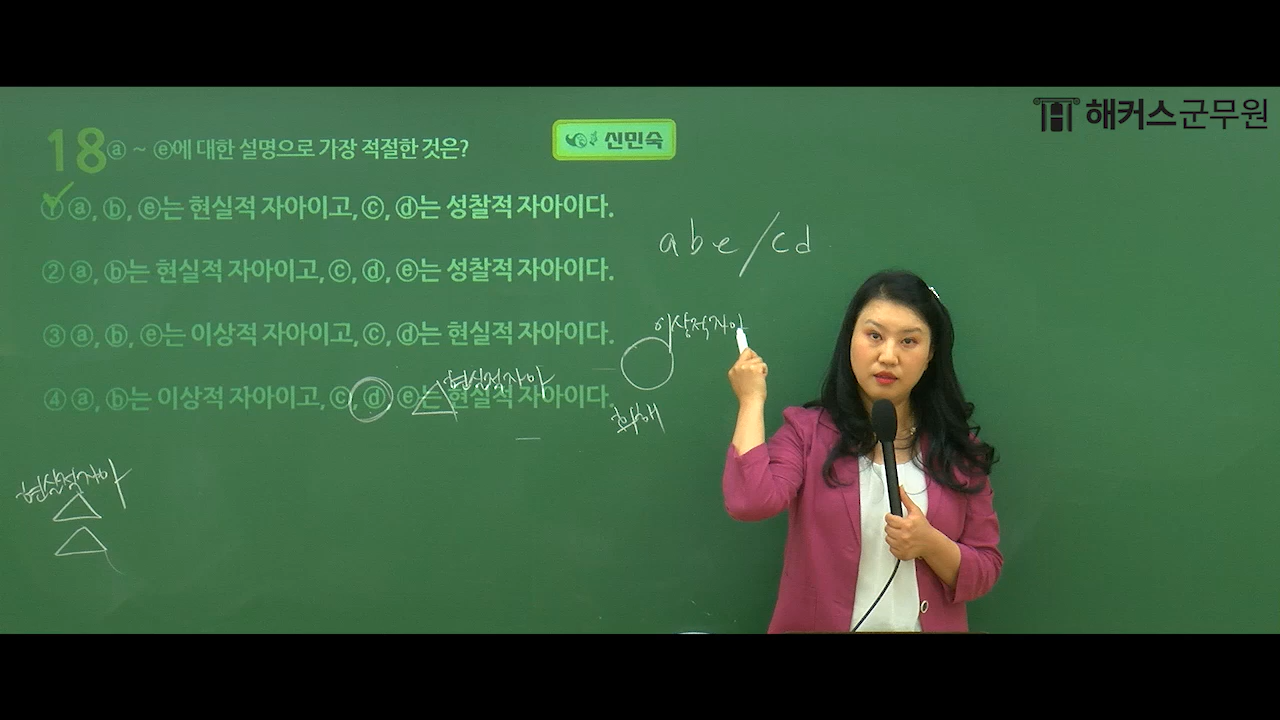 해커스군무원
18 ⓐ ~ ⓔ에 대한 설명으로 가장 적절한 것은?
신민숙
① ⓐ, ⓑ, ⓔ는 현실적 자아이고, ⓒ, ⓓ는 성찰적 자아이다.
② ⓐ, ⓑ는 현실적 자아이고, ⓒ, ⓓ, ⓔ는 성찰적 자아이다.
③ ⓐ, ⓑ, ⓔ는 이상적 자아이고, ⓒ, ⓓ는 현실적 자아이다.
④ ⓐ, ⓑ는 이상적 자아이고, ⓒ, ⓓ, ⓔ는 현실적 자아이다.
a b e / c d
이상적자아
현실적자아
화해
현실적자아